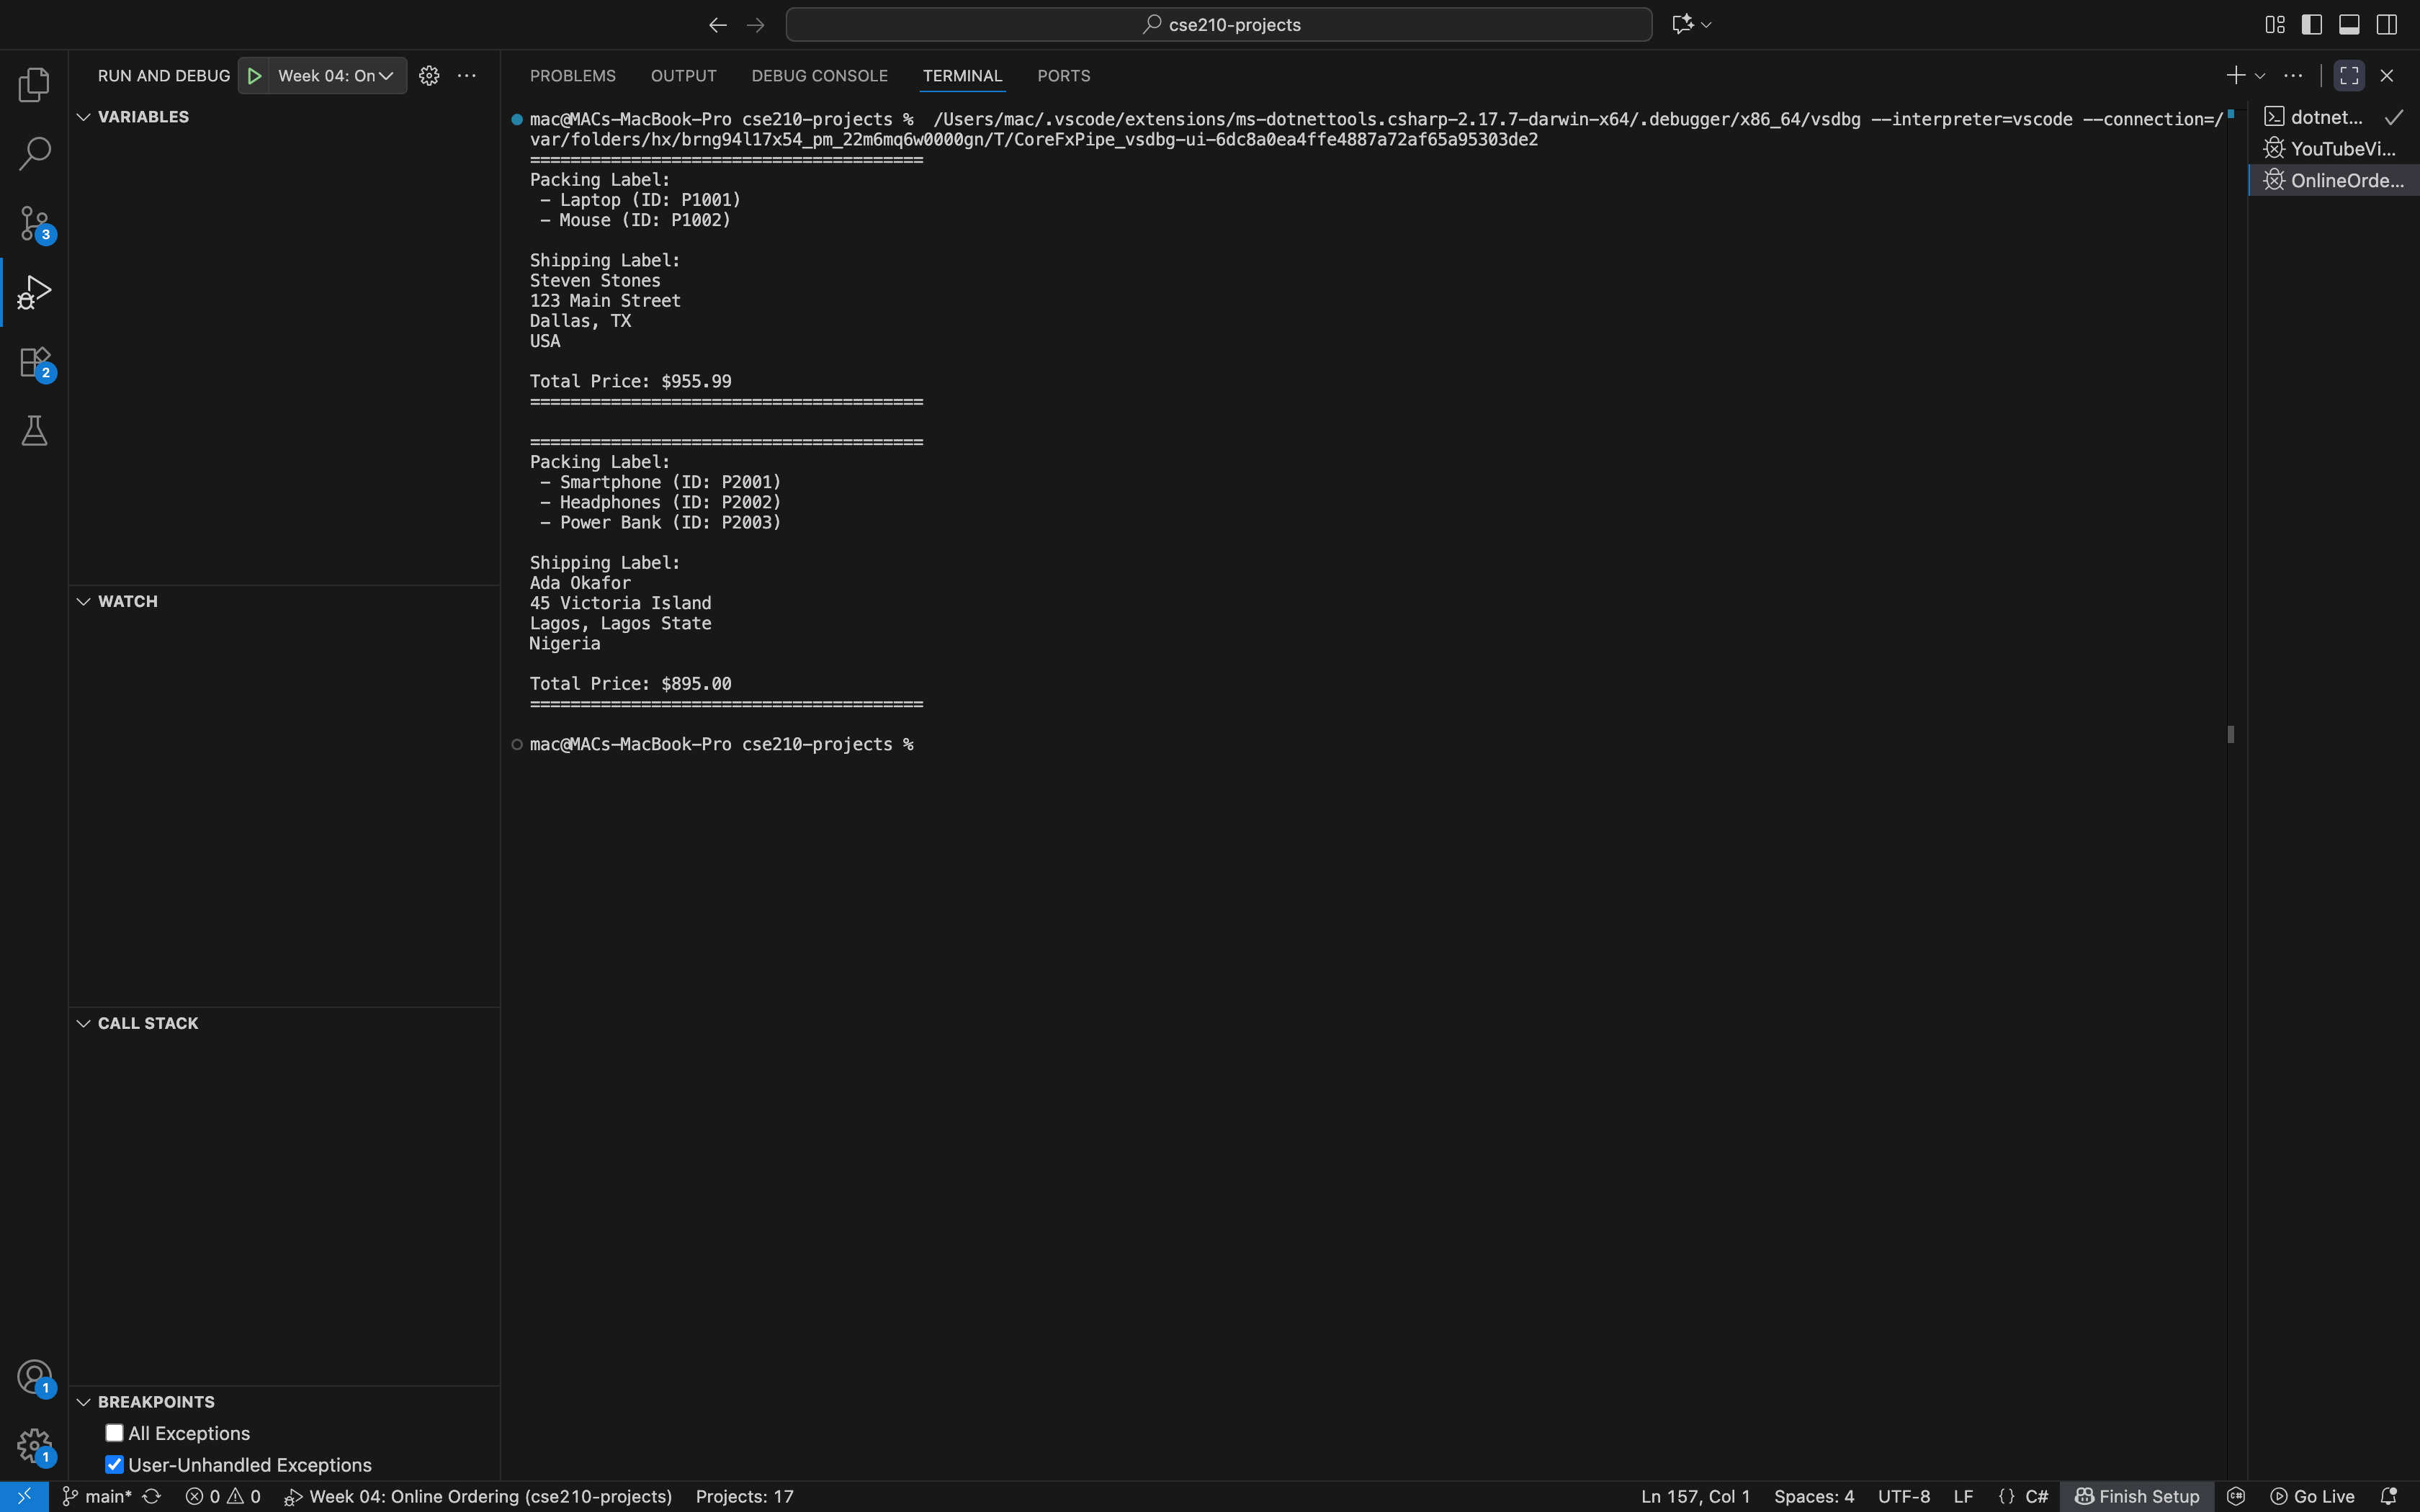 cse210-projects
RUN AND DEBUG
Week 04: On
VARIABLES
WATCH
CALL STACK
BREAKPOINTS
All Exceptions
User-Unhandled Exceptions
3
2
1
1
PROBLEMS OUTPUT DEBUG CONSOLE TERMINAL PORTS
mac@MACs-MacBook-Pro cse210-projects %  /Users/mac/.vscode/extensions/ms-dotnettools.csharp-2.17.7-darwin-x64/.debugger/x86_64/vsdbg --interpreter=vscode --connection=/
var/folders/hx/brng94l17x54_pm_22m6mq6w0000gn/T/CoreFxPipe_vsdbg-ui-6dc8a0ea4ffe4887a72af65a95303de2
=======================================
Packing Label:
- Laptop (ID: P1001)
- Mouse (ID: P1002)
Shipping Label:
Steven Stones
123 Main Street
Dallas, TX
USA
Total Price: $955.99
=======================================
=======================================
Packing Label:
- Smartphone (ID: P2001)
- Headphones (ID: P2002)
- Power Bank (ID: P2003)
Shipping Label:
Ada Okafor
45 Victoria Island
Lagos, Lagos State
Nigeria
Total Price: $895.00
=======================================
mac@MACs-MacBook-Pro cse210-projects %
dotnet...
YouTubeVi...
OnlineOrde...
main* 0 0 Week 04: Online Ordering (cse210-projects) Projects: 17 Ln 157, Col 1 Spaces: 4 UTF-8 LF {} C# Finish Setup Go Live